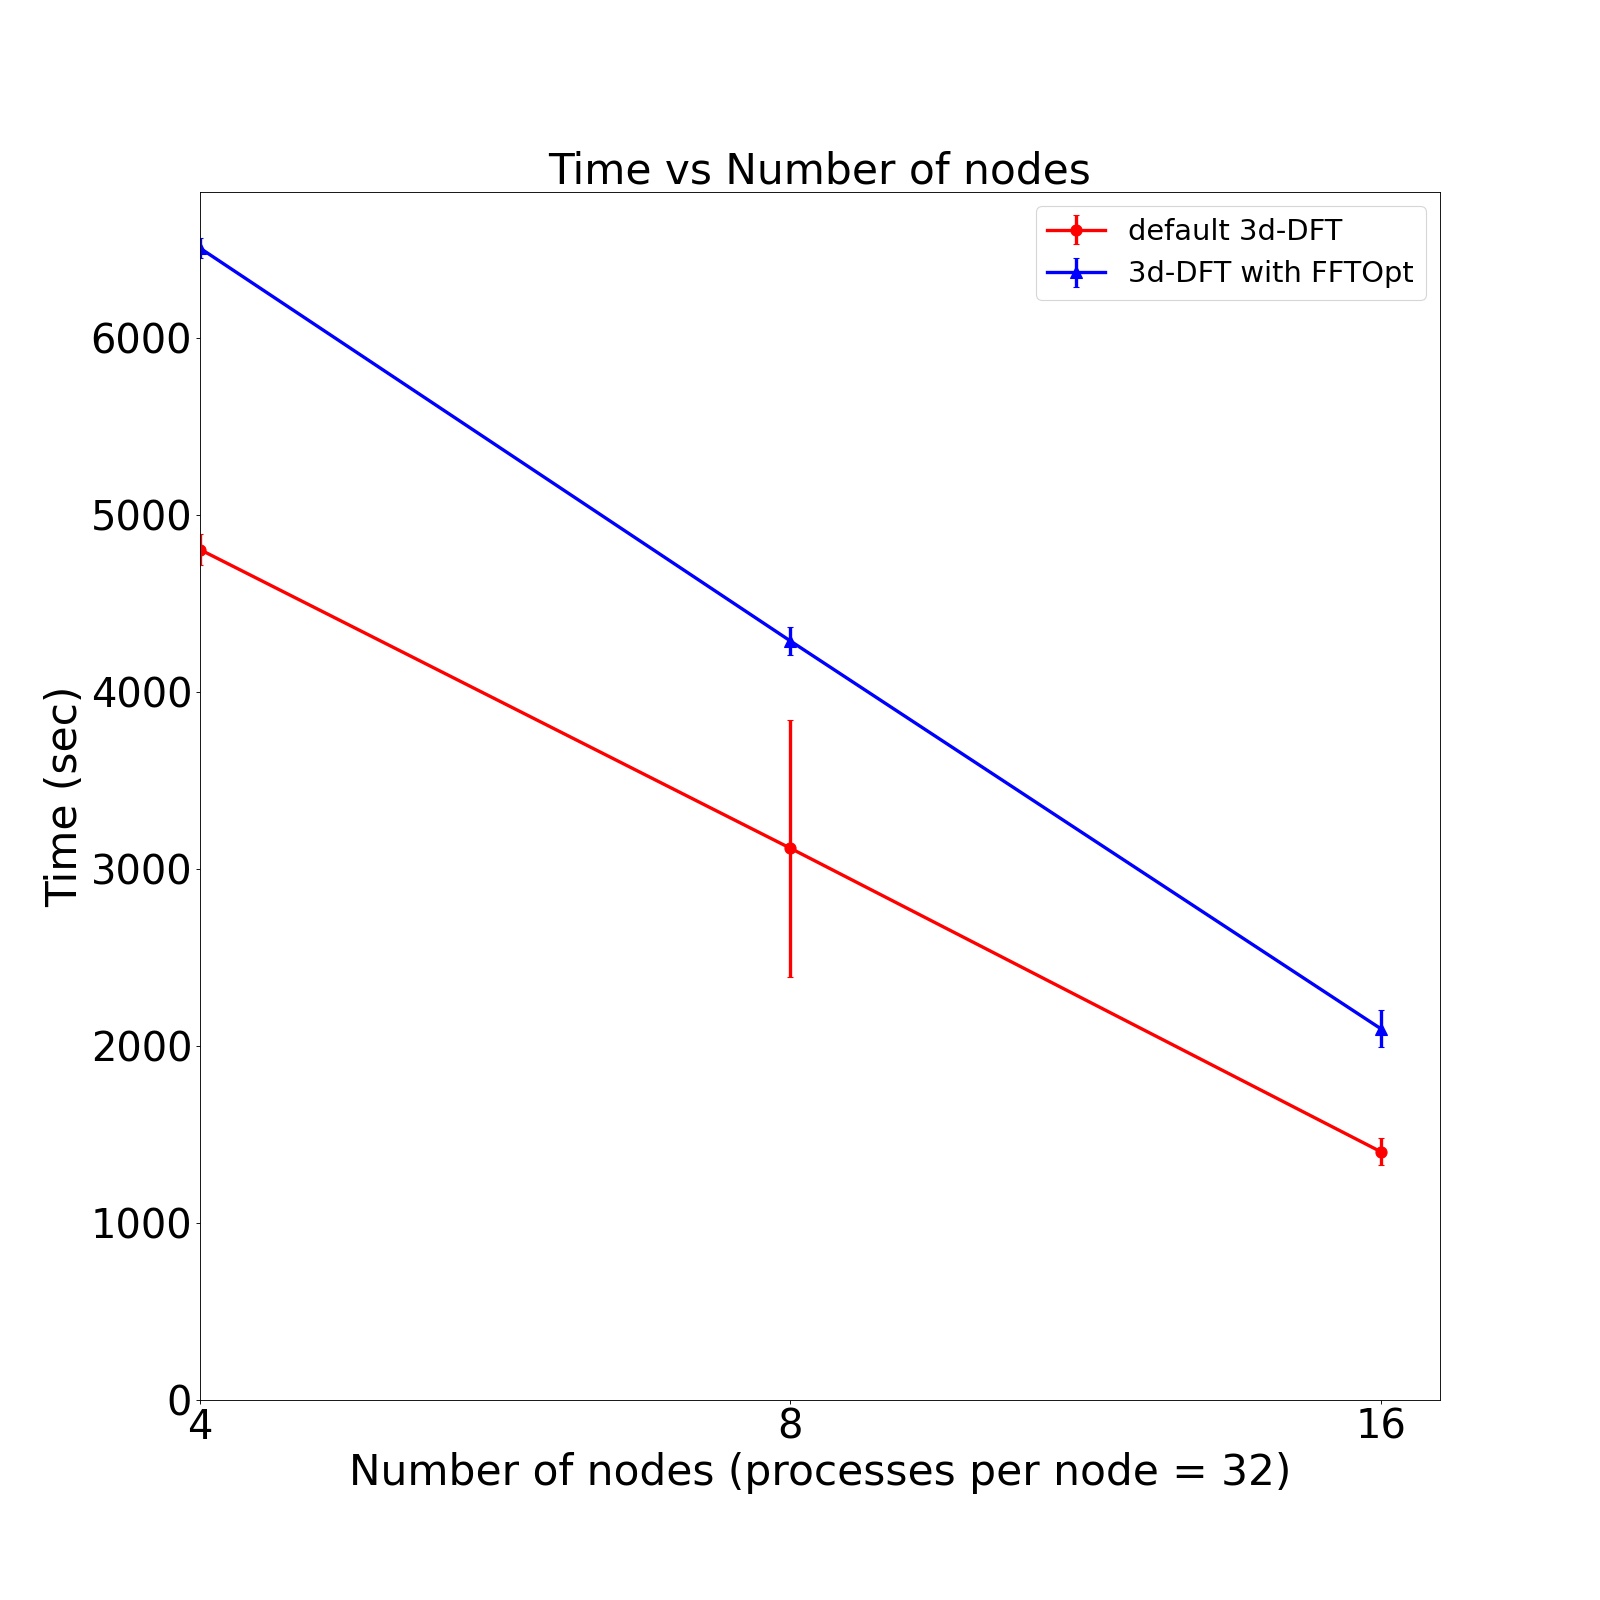 Time vs Number of nodes
default 3d-DFT
3d-DFT with FFTOpt
6000
5000
4000
3000
2000
1000
0
Time (sec)
4 8 16
Number of nodes (processes per node = 32)